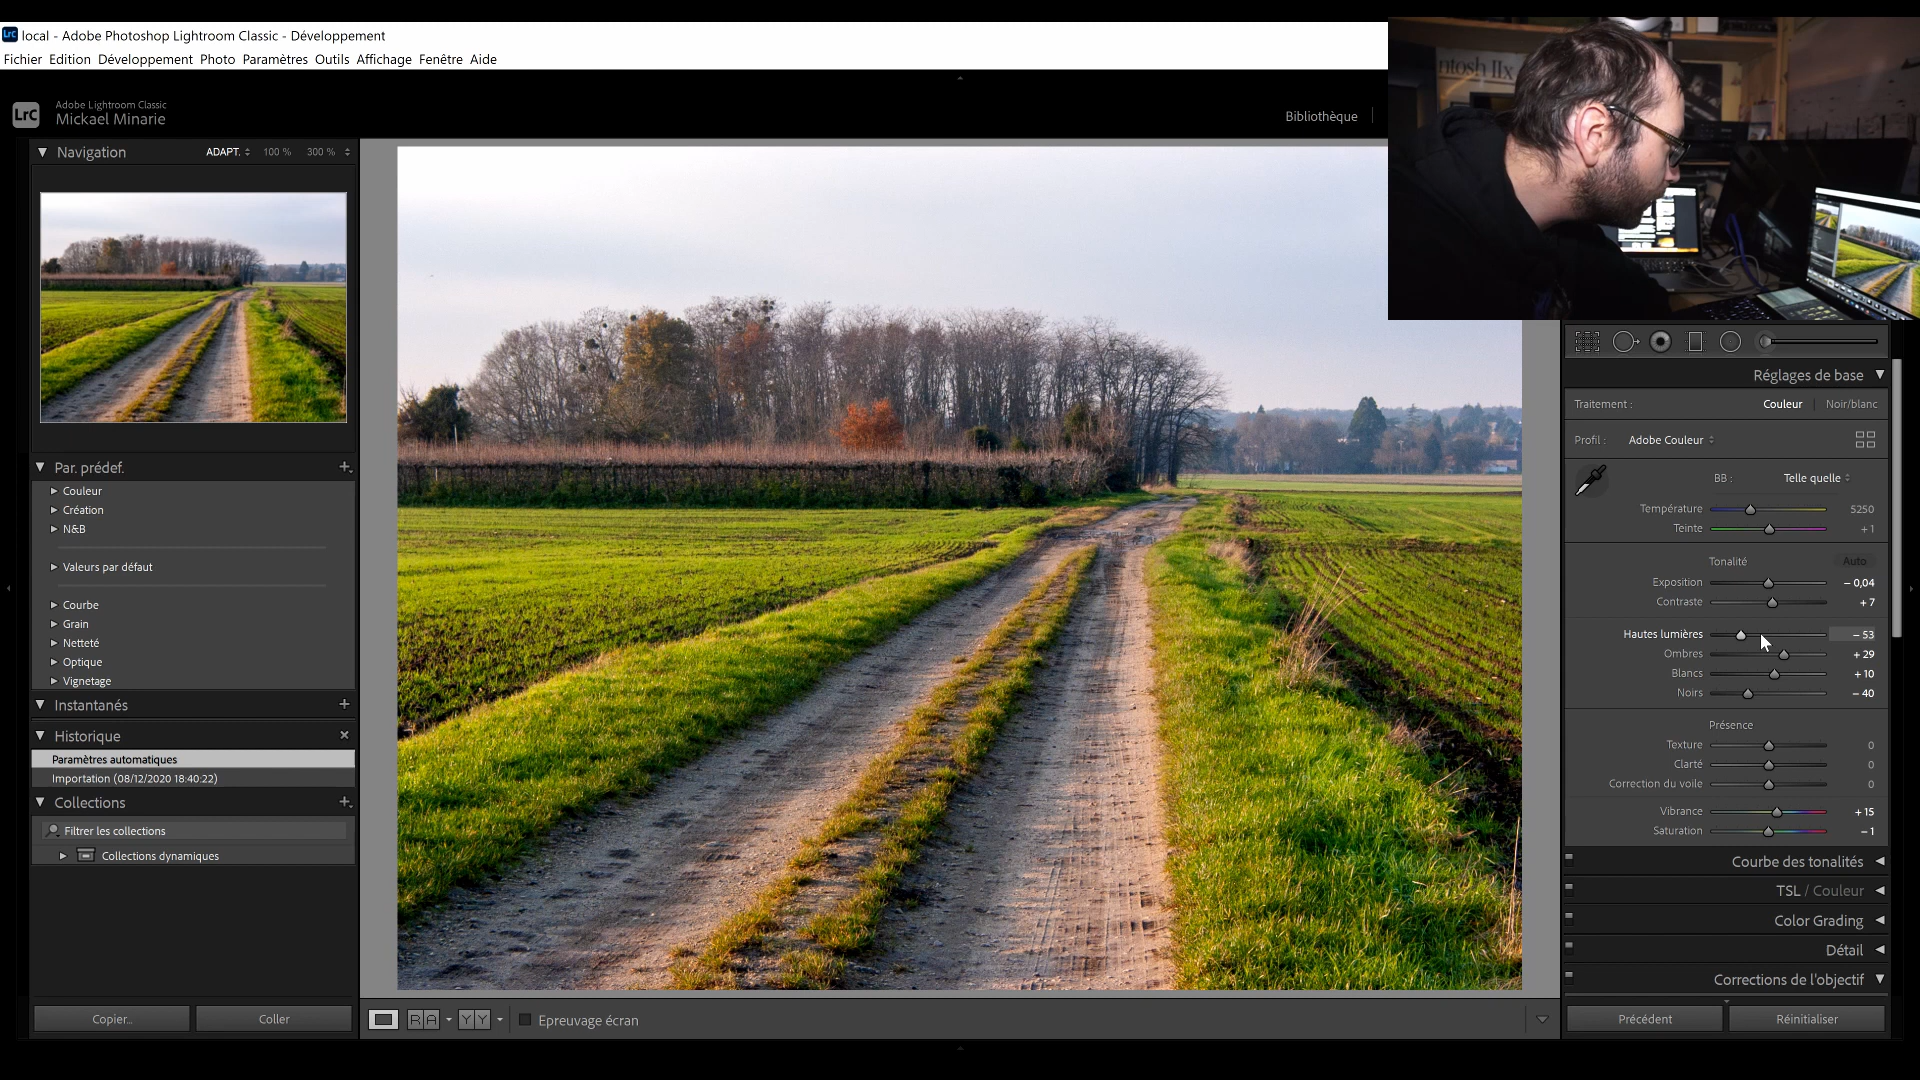 local - Adobe Photoshop Lightroom Classic - Développement
Fichier Edition Développement Photo Paramètres Outils Affichage Fenêtre Aide
ntosh IIx
LrC
Adobe Lightroom Classic
Mickael Minarie
Bibliothèque
Navigation ADAPT. 100 % 300 %
Par. prédef.
Couleur
Création
N&B
Valeurs par défaut
Courbe
Grain
Netteté
Optique
Vignetage
Instantanés
Historique
Paramètres automatiques
Importation (08/12/2020 18:40:22)
Collections
Filtrer les collections
Collections dynamiques
Copier... Coller
R A Y Y Epreuvage écran
Réglages de base
Traitement : Couleur Noir/blanc
Profil : Adobe Couleur
BB : Telle quelle
Température 5250
Teinte + 1
Tonalité Auto
Exposition − 0,04
Contraste + 7
Hautes lumières − 53
Ombres + 29
Blancs + 10
Noirs − 40
Présence
Texture 0
Clarté 0
Correction du voile 0
Vibrance + 15
Saturation − 1
Courbe des tonalités
TSL / Couleur
Color Grading
Détail
Corrections de l'objectif
Précédent Réinitialiser